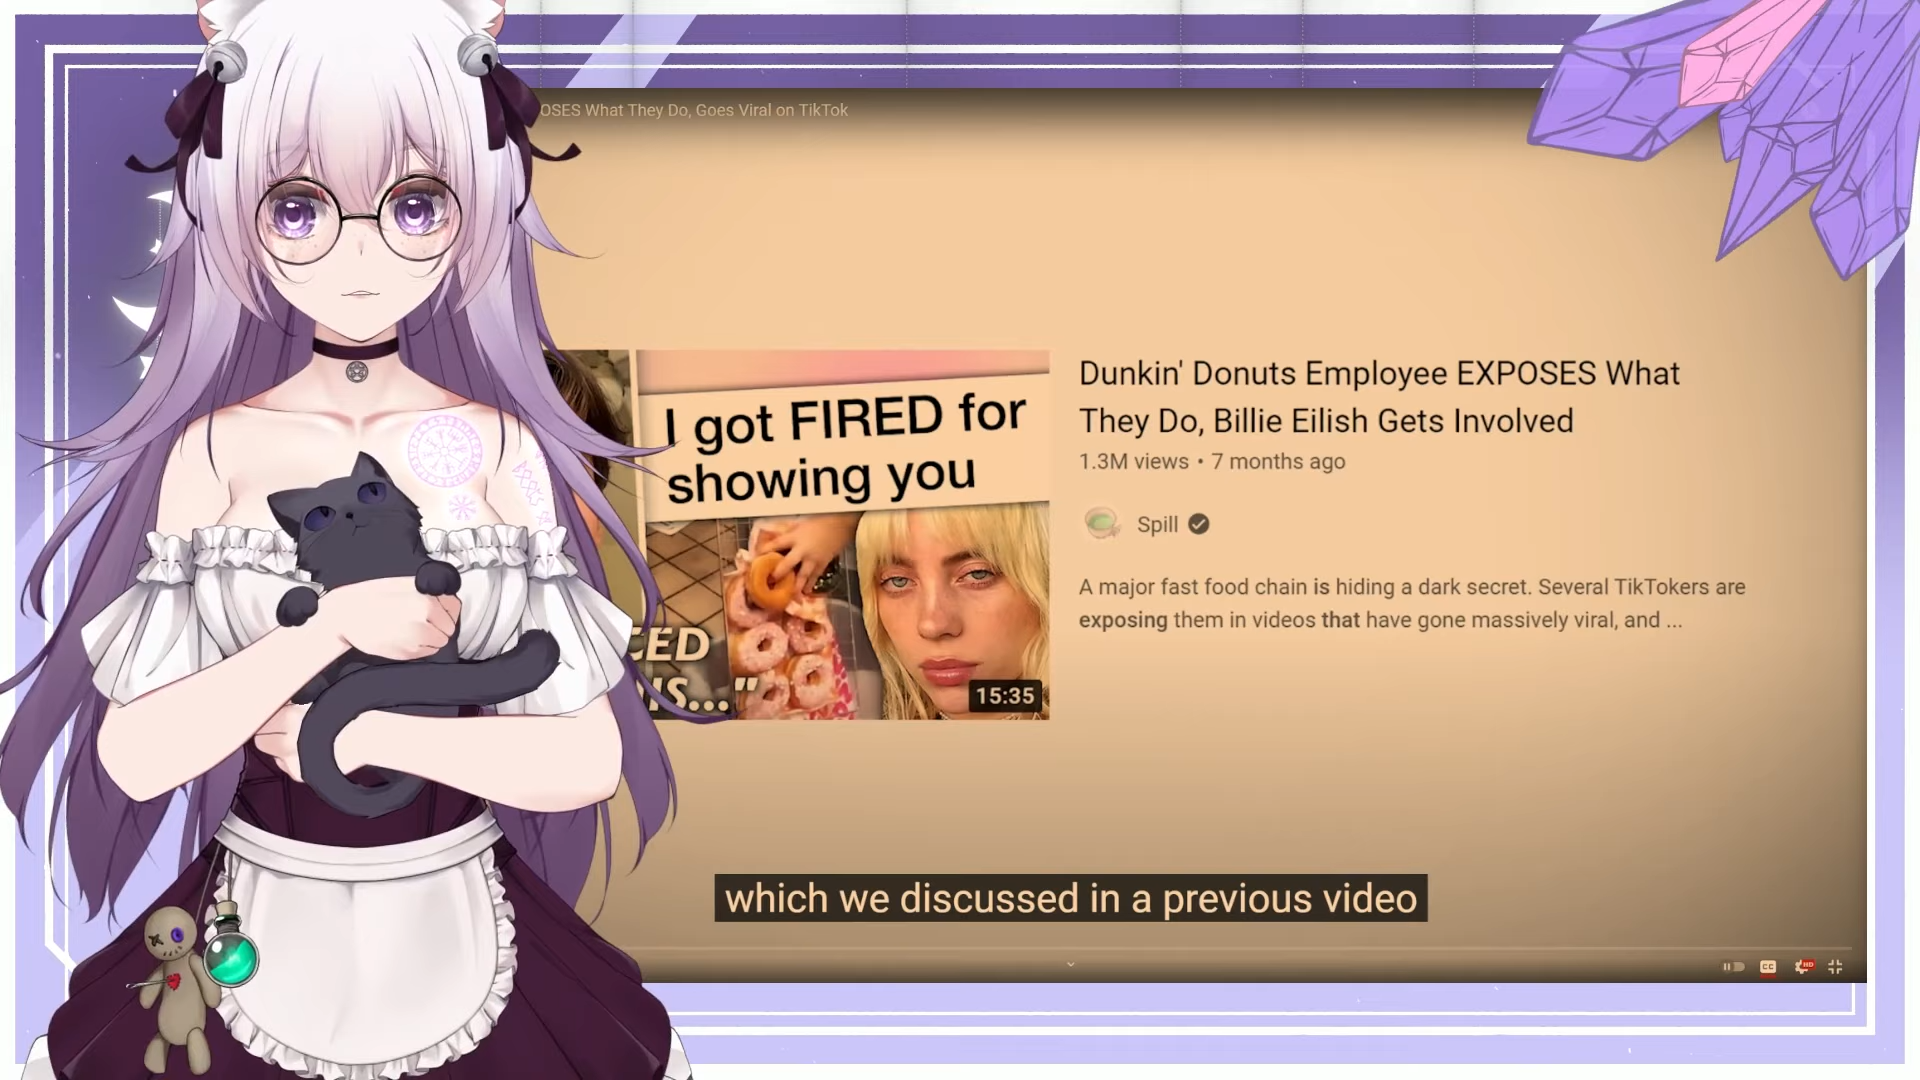 OSES What They Do, Goes Viral on TikTok
I got FIRED for
showing you
CED
IS..."
15:35
Dunkin' Donuts Employee EXPOSES What
They Do, Billie Eilish Gets Involved
1.3M views • 7 months ago
Spill
A major fast food chain is hiding a dark secret. Several TikTokers are
exposing them in videos that have gone massively viral, and ...
which we discussed in a previous video
CC
HD